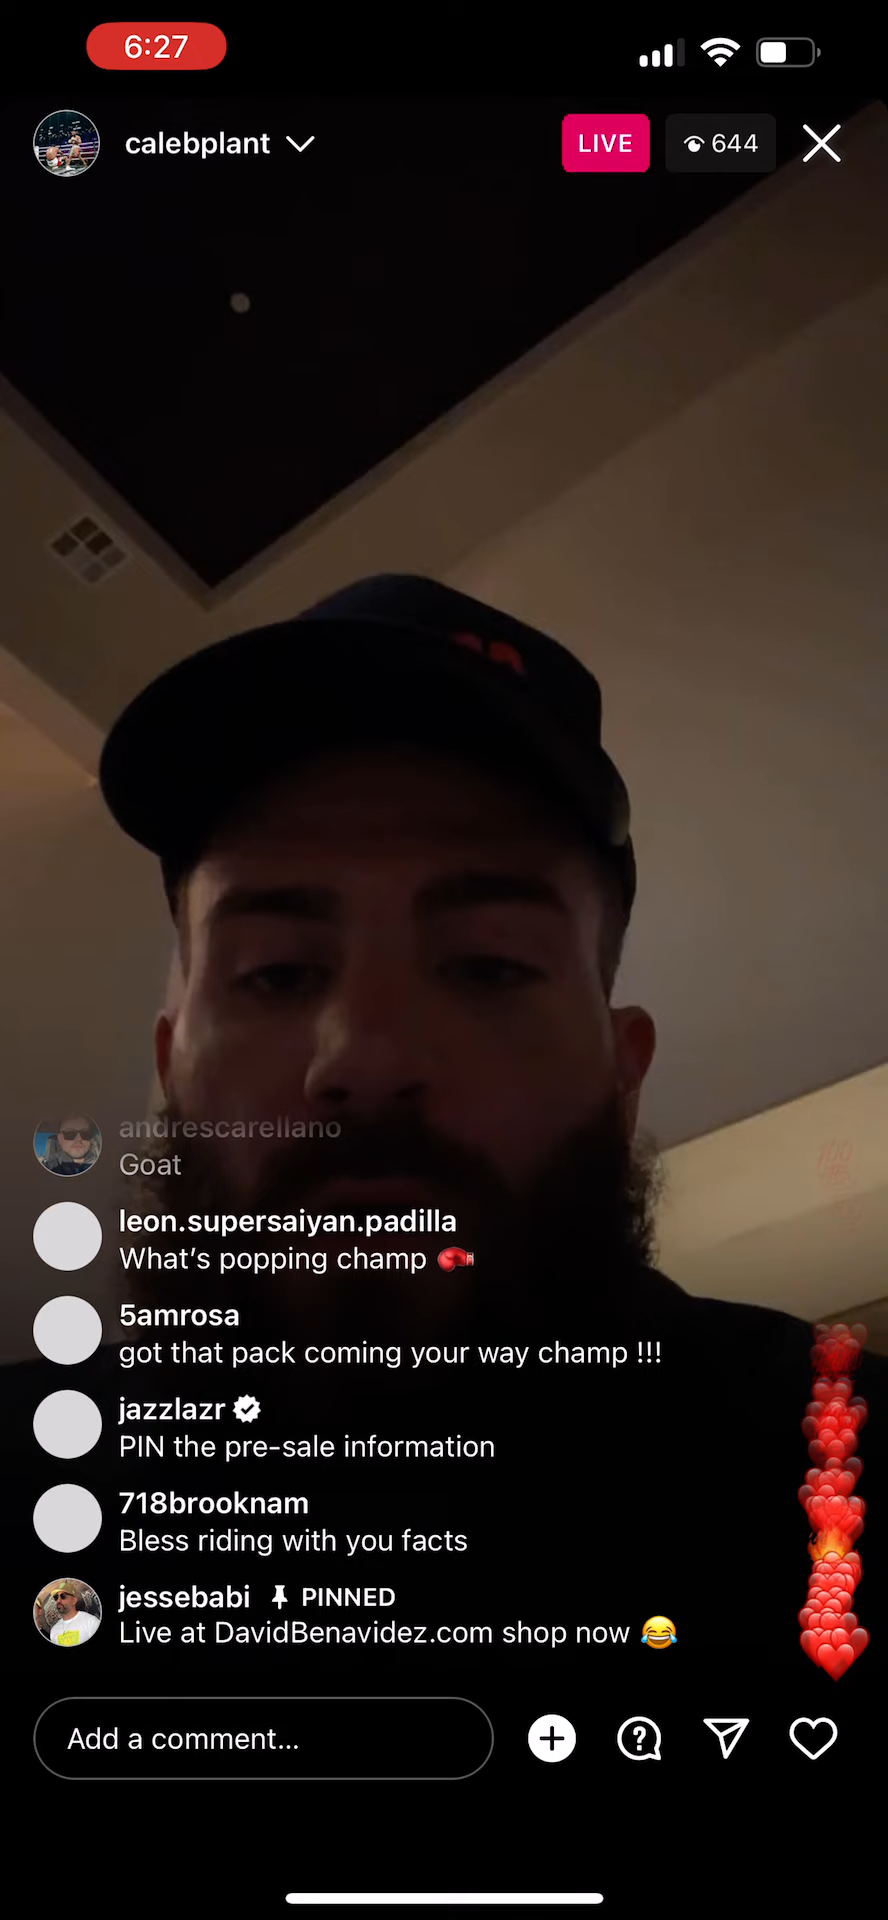 6:27
calebplant
LIVE
644
andrescarellano
Goat
leon.supersaiyan.padilla
What's popping champ 🥊
5amrosa
got that pack coming your way champ !!!
jazzlazr
PIN the pre-sale information
718brooknam
Bless riding with you facts
jessebabi PINNED
Live at DavidBenavidez.com shop now 😂
Add a comment...